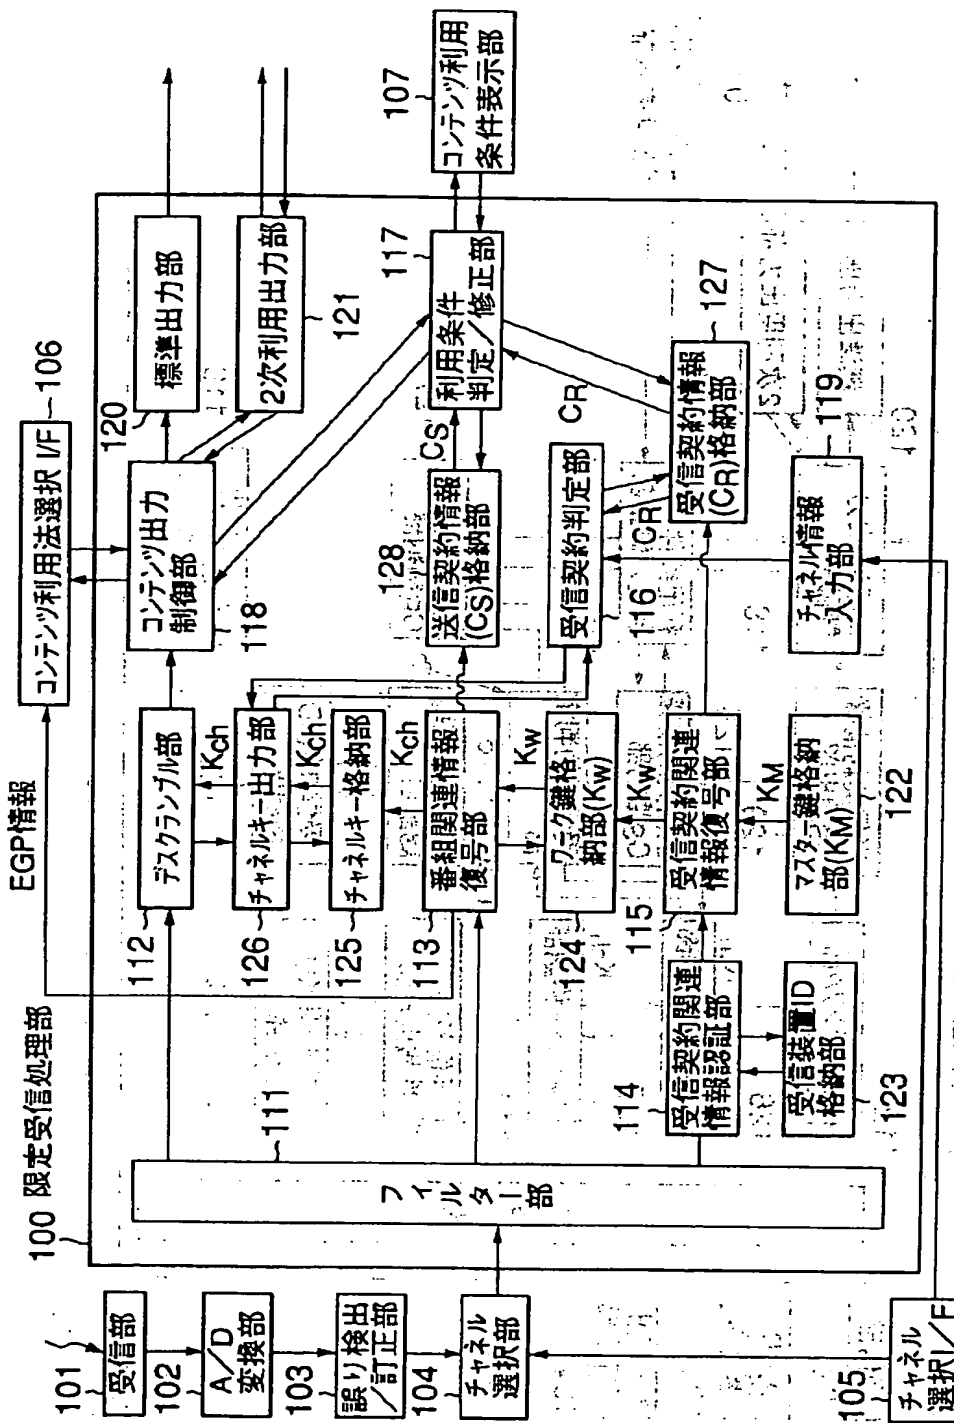 EGP情報
コンテンツ利用法選択 I/F
106
100 限定受信処理部
101
受信部
102
A/D
変換部
103
誤り検出
/訂正部
104
チャネル
選択部
105
チャネル
選択I/F
111
フィルター部
112
デスクランブル部
Kch
126
チャネルキー出力部
Kch
125
チャネルキー格納部
Kch
113
番組関連情報
復号部
Kw
124
ワーク鍵格
納部(Kw)
Kw
114
受信契約関連
情報認証部
115
受信契約関連
情報復号部
KM
受信装置ID
格納部
123
マスター鍵格納
部(KM)
122
118
コンテンツ出力
制御部
120
標準出力部
2次利用出力部
121
128
送信契約情報
(CS)格納部
CS
117
利用条件
判定/修正部
107
コンテンツ利用
条件表示部
116
受信契約判定部
CR
CR
127
受信契約情報
(CR)格納部
119
チャネル情報
入力部